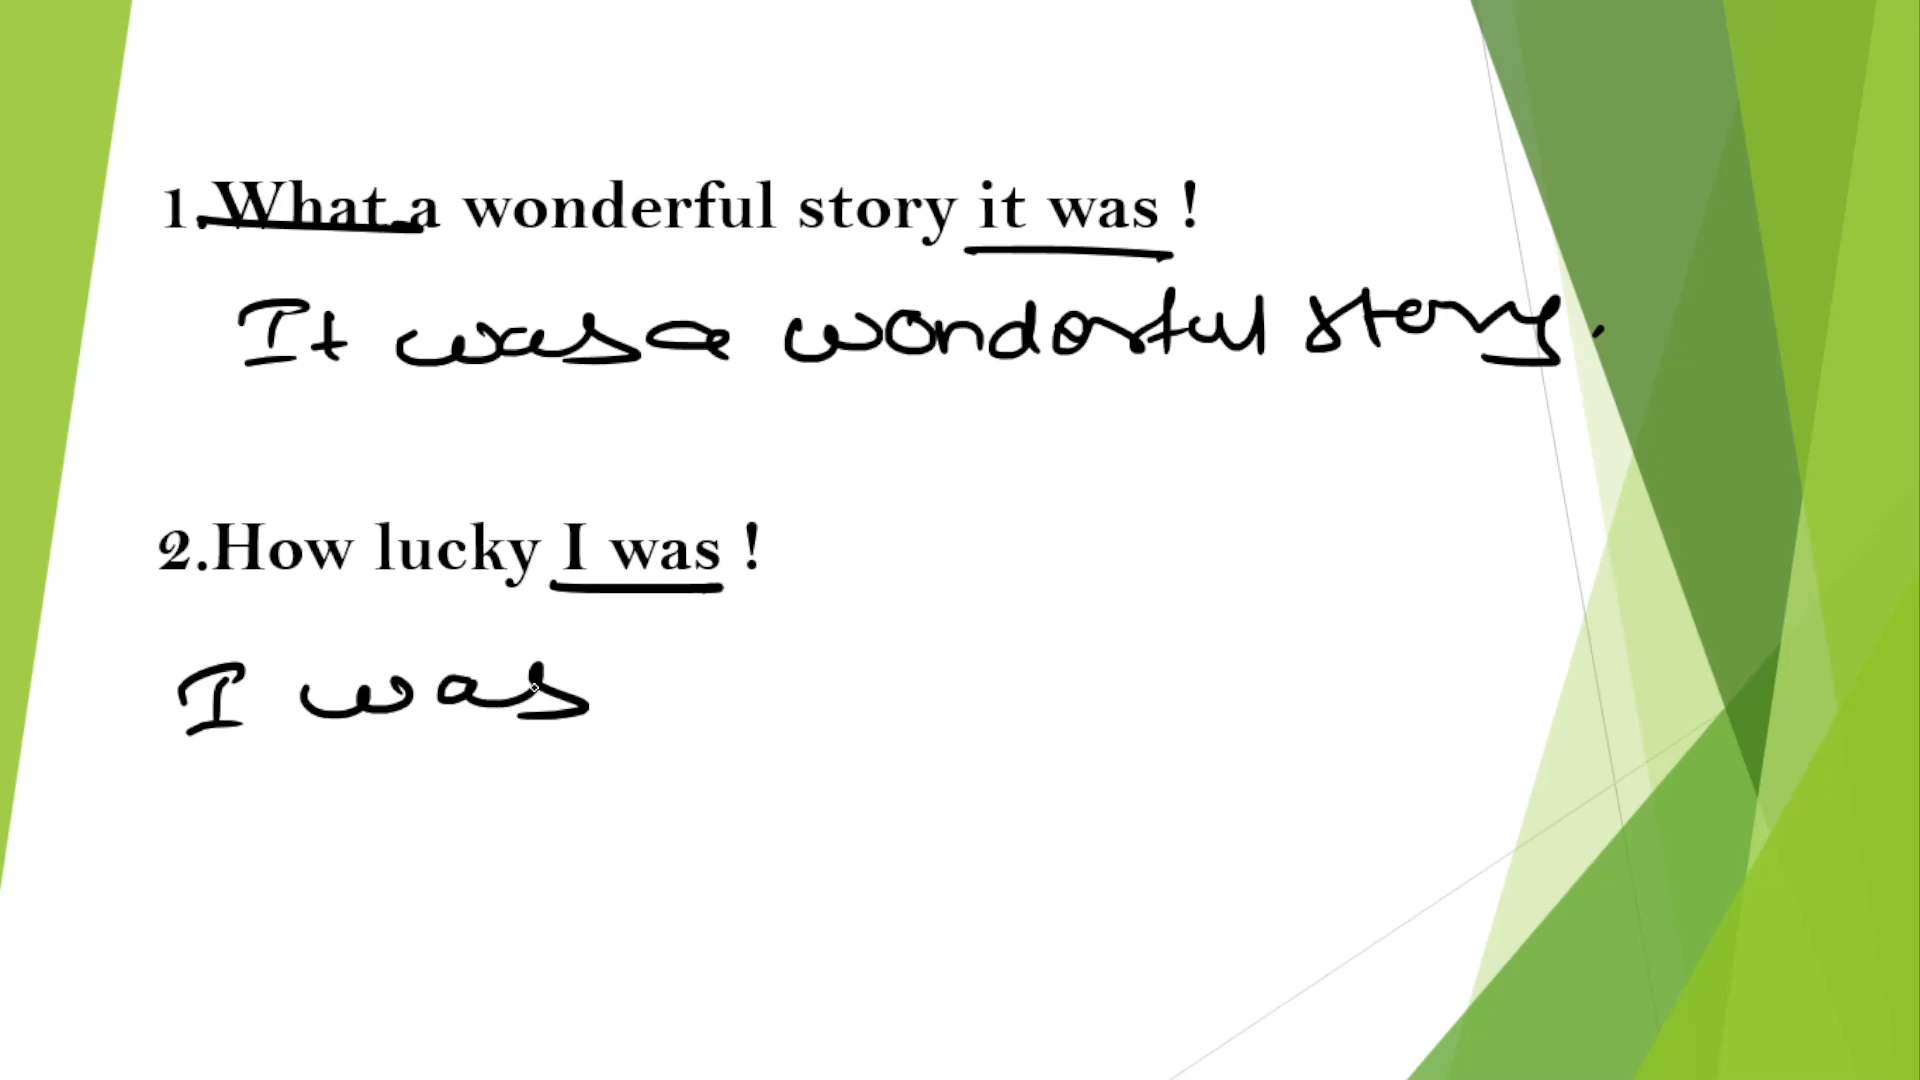 1.What a wonderful story it was !
It was a wonderful story.
2.How lucky I was !
I was